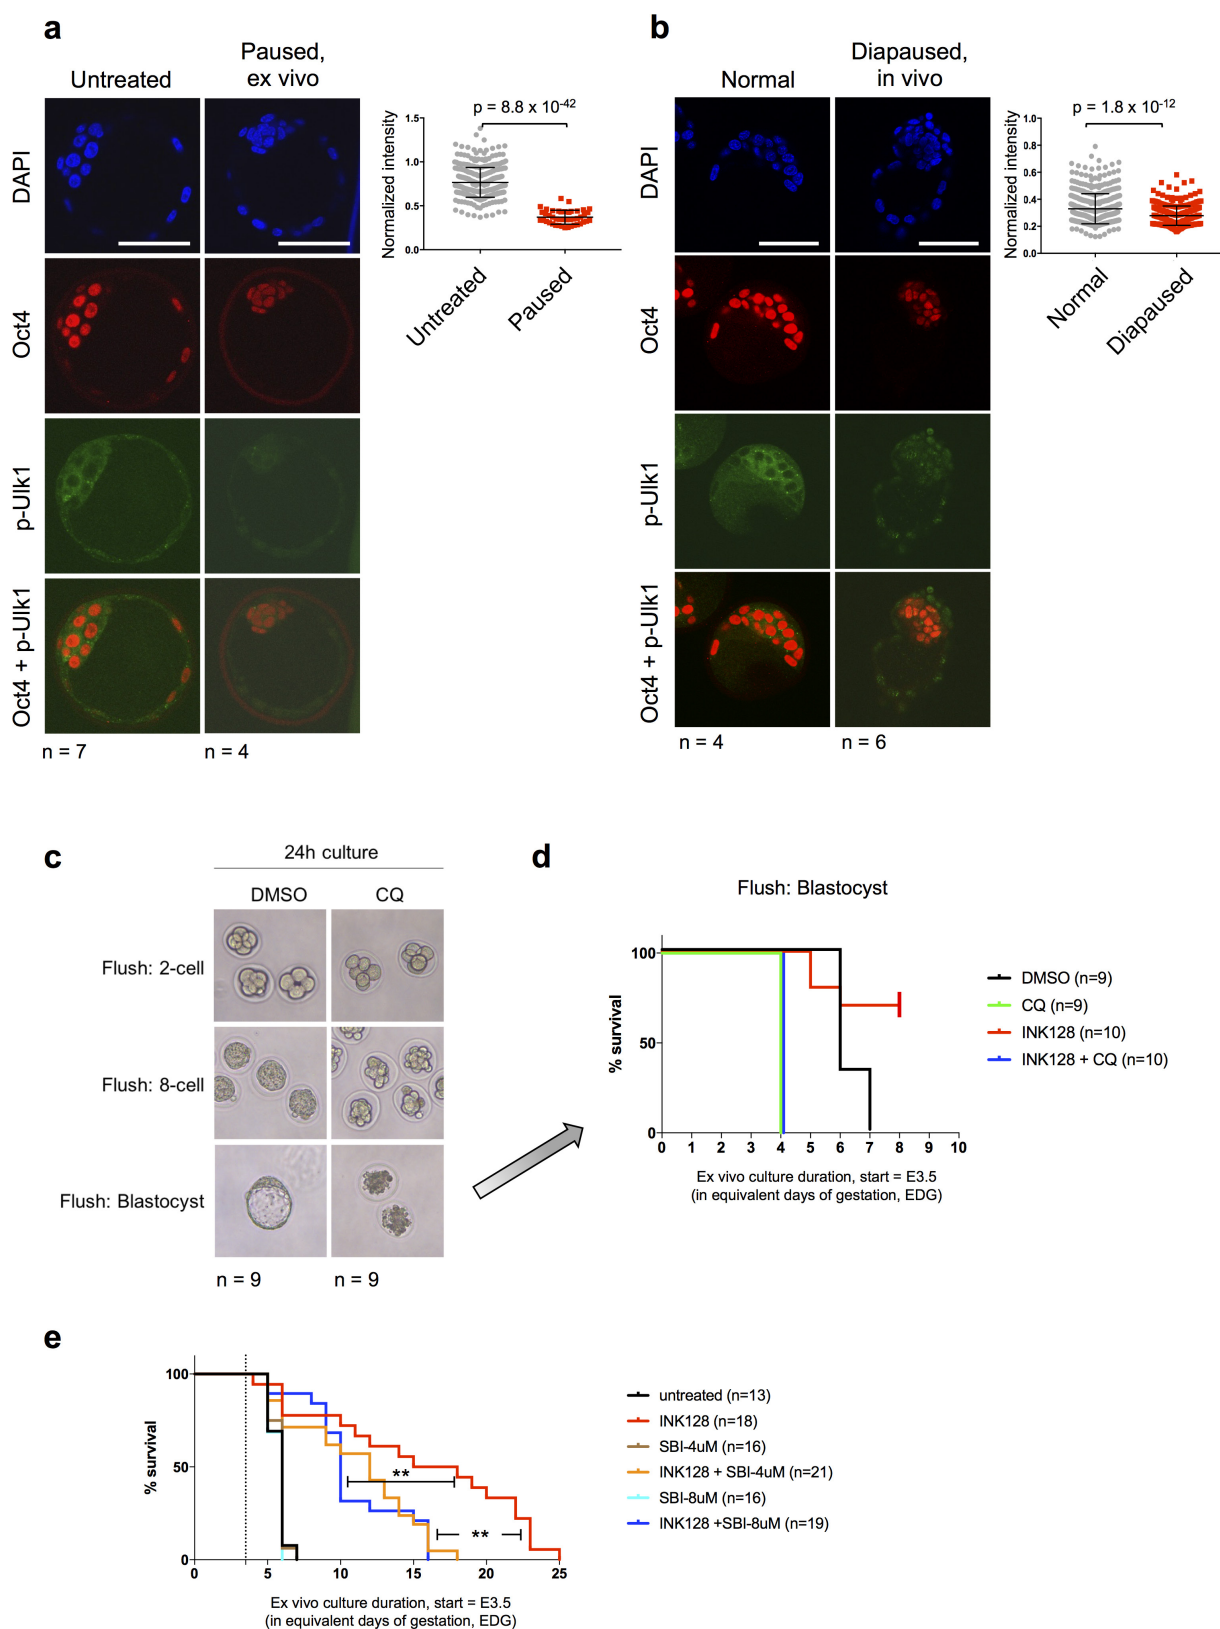 a
Untreated
Paused,
ex vivo
DAPI
Oct4
p-Ulk1
Oct4 + p-Ulk1
n = 7
n = 4
p = 8.8 x 10-42
Normalized intensity
1.5
1.0
0.5
0.0
Untreated
Paused
b
Normal
Diapaused,
in vivo
DAPI
Oct4
p-Ulk1
Oct4 + p-Ulk1
n = 4
n = 6
p = 1.8 x 10-12
Normalized intensity
1.0
0.8
0.6
0.4
0.2
0.0
Normal
Diapaused
c
24h culture
DMSO
CQ
Flush: 2-cell
Flush: 8-cell
Flush: Blastocyst
n = 9
n = 9
d
Flush: Blastocyst
% survival
100
50
0
0 1 2 3 4 5 6 7 8 9 10
Ex vivo culture duration, start = E3.5
(in equivalent days of gestation, EDG)
DMSO (n=9)
CQ (n=9)
INK128 (n=10)
INK128 + CQ (n=10)
e
% survival
100
50
0
**
**
0 5 10 15 20 25
Ex vivo culture duration, start = E3.5
(in equivalent days of gestation, EDG)
untreated (n=13)
INK128 (n=18)
SBI-4uM (n=16)
INK128 + SBI-4uM (n=21)
SBI-8uM (n=16)
INK128 +SBI-8uM (n=19)